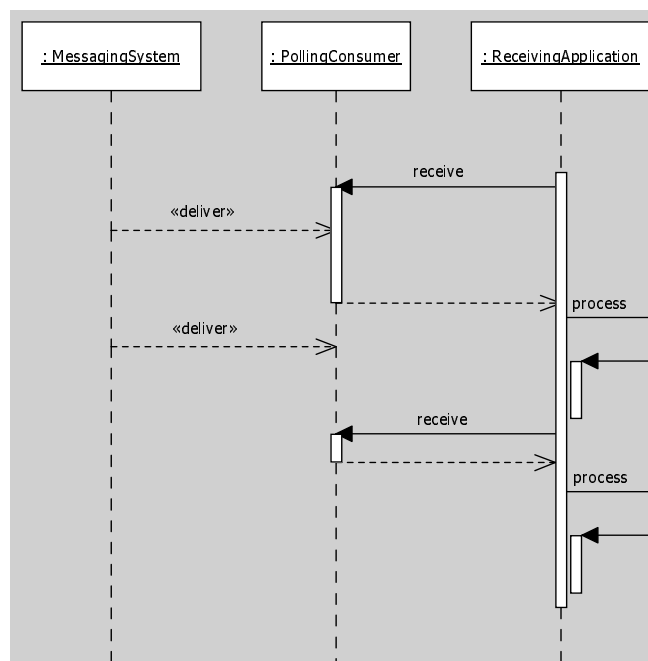 : MessagingSystem
: PollingConsumer
: ReceivingApplication
receive
«deliver»
process
«deliver»
receive
process